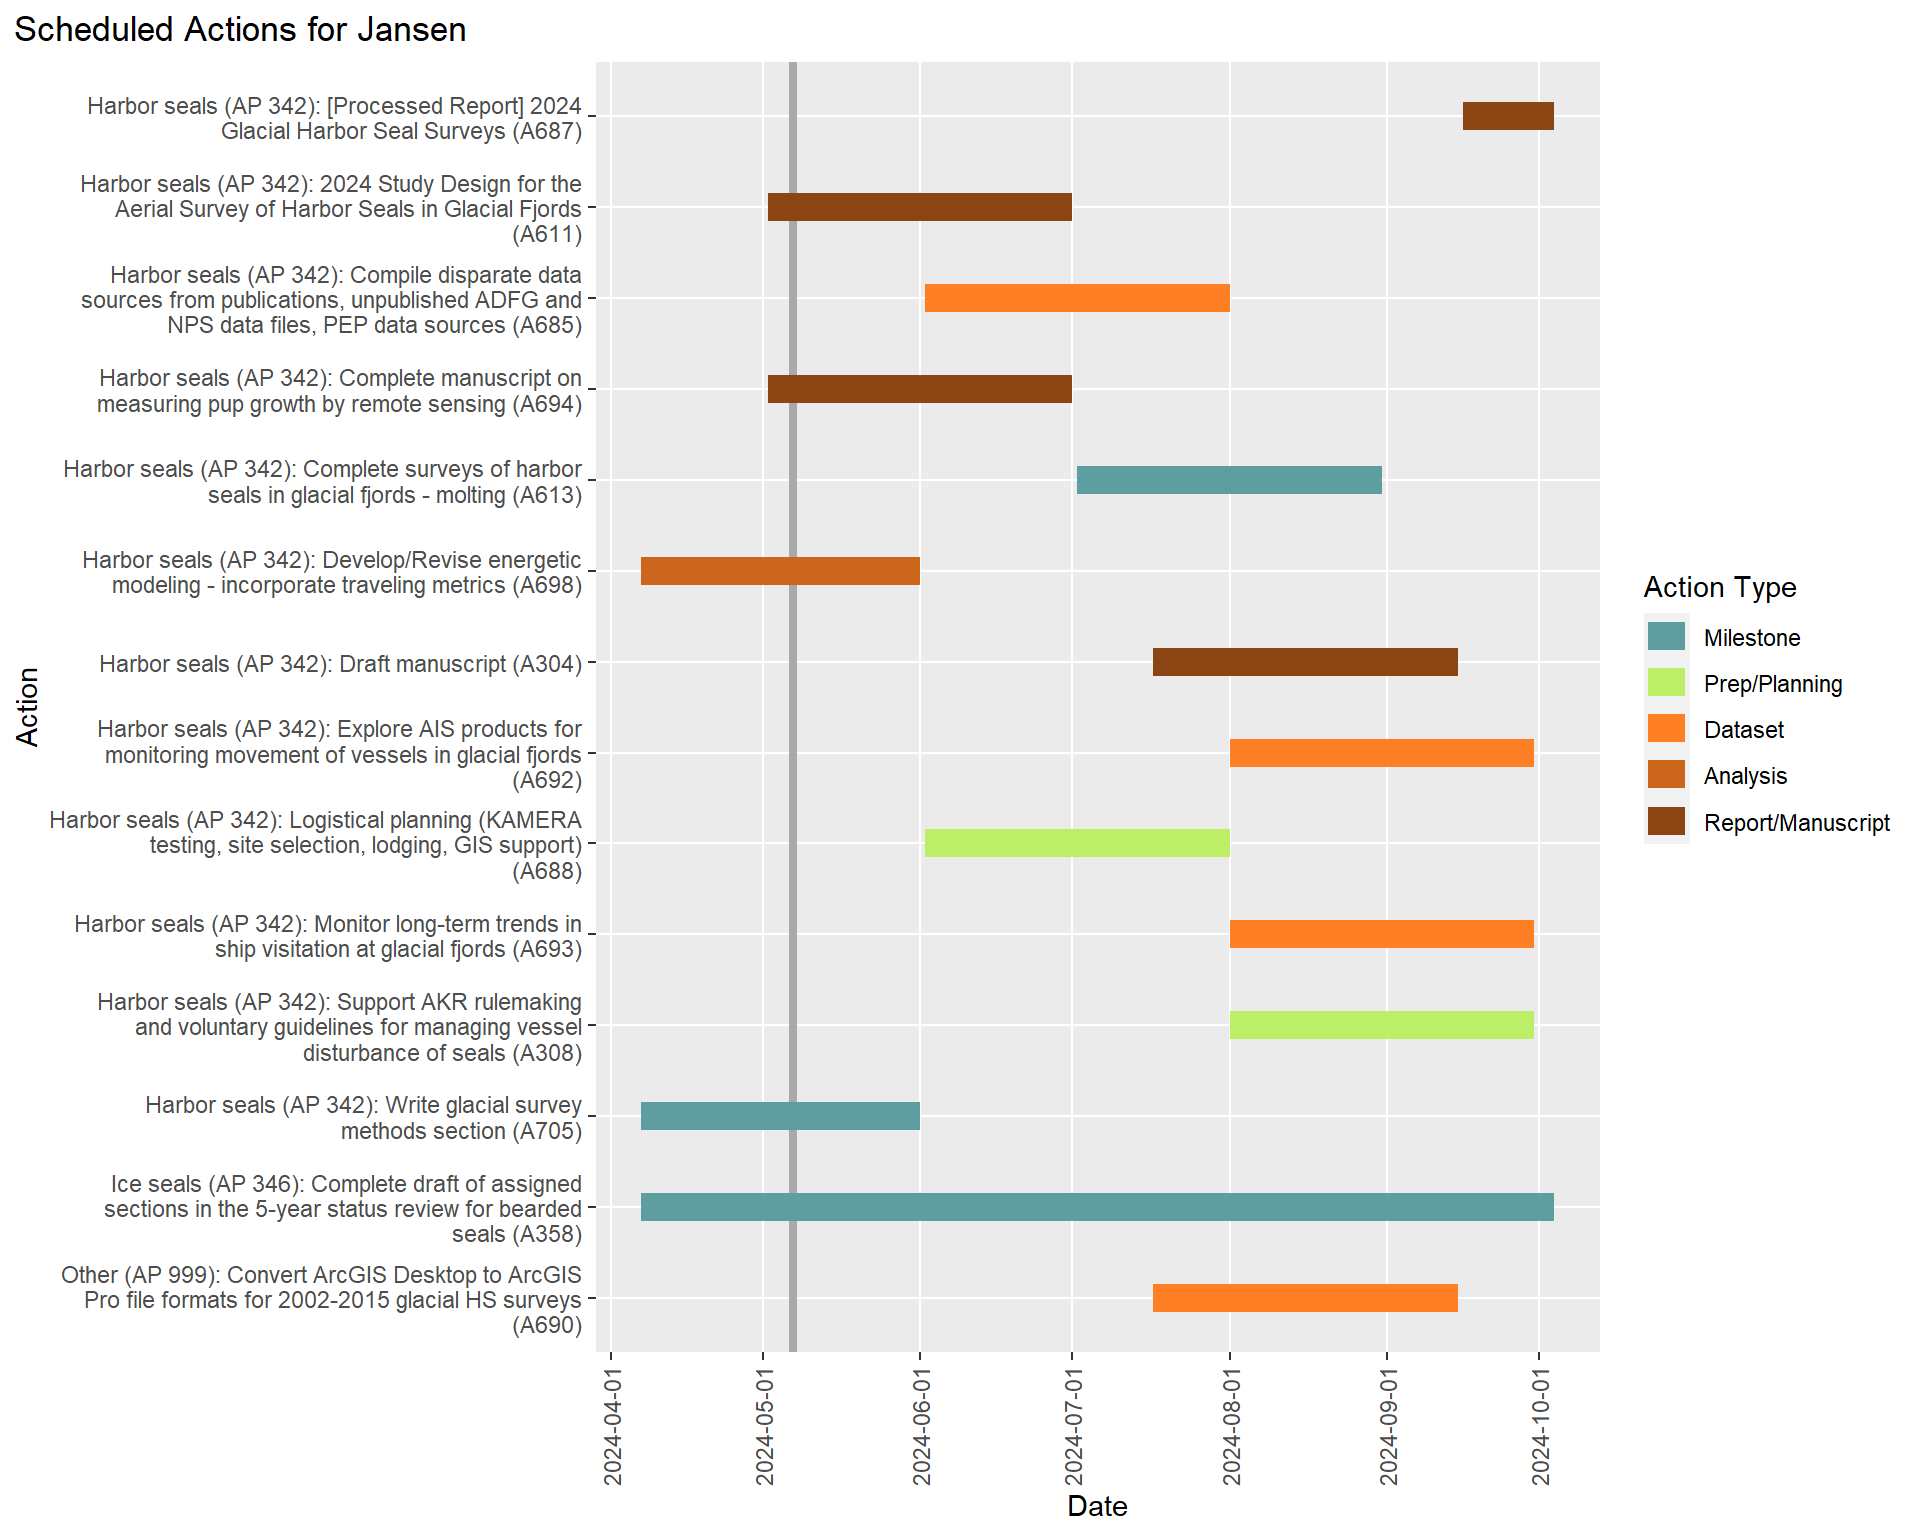 Scheduled Actions for Jansen
Harbor seals (AP 342): [Processed Report] 2024
Glacial Harbor Seal Surveys (A687)
Harbor seals (AP 342): 2024 Study Design for the
Aerial Survey of Harbor Seals in Glacial Fjords
(A611)
Harbor seals (AP 342): Compile disparate data
sources from publications, unpublished ADFG and
NPS data files, PEP data sources (A685)
Harbor seals (AP 342): Complete manuscript on
measuring pup growth by remote sensing (A694)
Harbor seals (AP 342): Complete surveys of harbor
seals in glacial fjords - molting (A613)
Harbor seals (AP 342): Develop/Revise energetic
modeling - incorporate traveling metrics (A698)
Harbor seals (AP 342): Draft manuscript (A304)
Harbor seals (AP 342): Explore AIS products for
monitoring movement of vessels in glacial fjords
(A692)
Harbor seals (AP 342): Logistical planning (KAMERA
testing, site selection, lodging, GIS support)
(A688)
Harbor seals (AP 342): Monitor long-term trends in
ship visitation at glacial fjords (A693)
Harbor seals (AP 342): Support AKR rulemaking
and voluntary guidelines for managing vessel
disturbance of seals (A308)
Harbor seals (AP 342): Write glacial survey
methods section (A705)
Ice seals (AP 346): Complete draft of assigned
sections in the 5-year status review for bearded
seals (A358)
Other (AP 999): Convert ArcGIS Desktop to ArcGIS
Pro file formats for 2002-2015 glacial HS surveys
(A690)
Action
2024-04-01
2024-05-01
2024-06-01
2024-07-01
2024-08-01
2024-09-01
2024-10-01
Date
Action Type
Milestone
Prep/Planning
Dataset
Analysis
Report/Manuscript